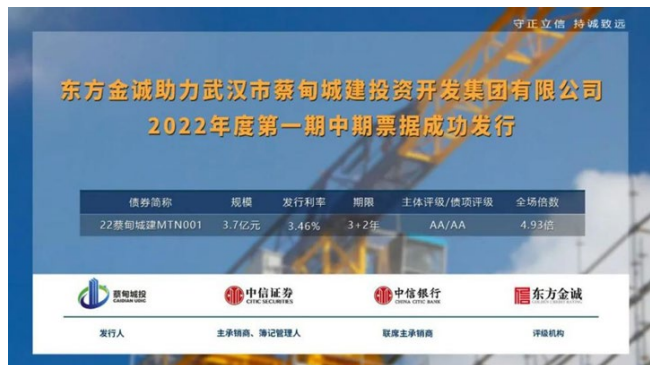 守正立信 持诚致远
东方金诚助力武汉市蔡甸城建投资开发集团有限公司
2022年度第一期中期票据成功发行
债券简称 规模 发行利率 期限 主体评级/债项评级 全场倍数
22蔡甸城建MTN001 3.7亿元 3.46% 3+2年 AA/AA 4.93倍
蔡甸城投 中信证券 中信银行 东方金诚
CAIDIAN UDIC CITIC SECURITIES CHINA CITIC BANK
发行人 主承销商、簿记管理人 联席主承销商 评级机构